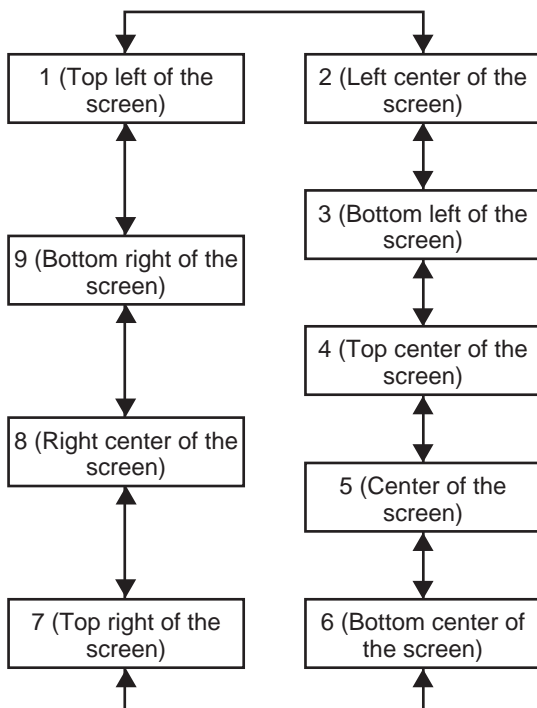 1 (Top left of the
screen)
2 (Left center of the
screen)
3 (Bottom left of the
screen)
9 (Bottom right of the
screen)
4 (Top center of the
screen)
8 (Right center of the
screen)
5 (Center of the
screen)
7 (Top right of the
screen)
6 (Bottom center of
the screen)